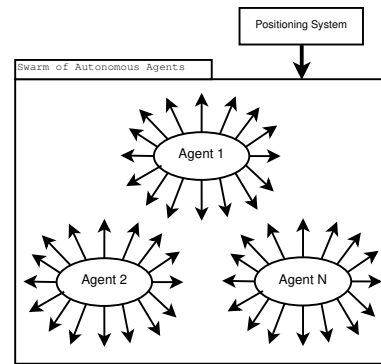 Positioning System
Swarm of Autonomous Agents
Agent 1
Agent 2
Agent N